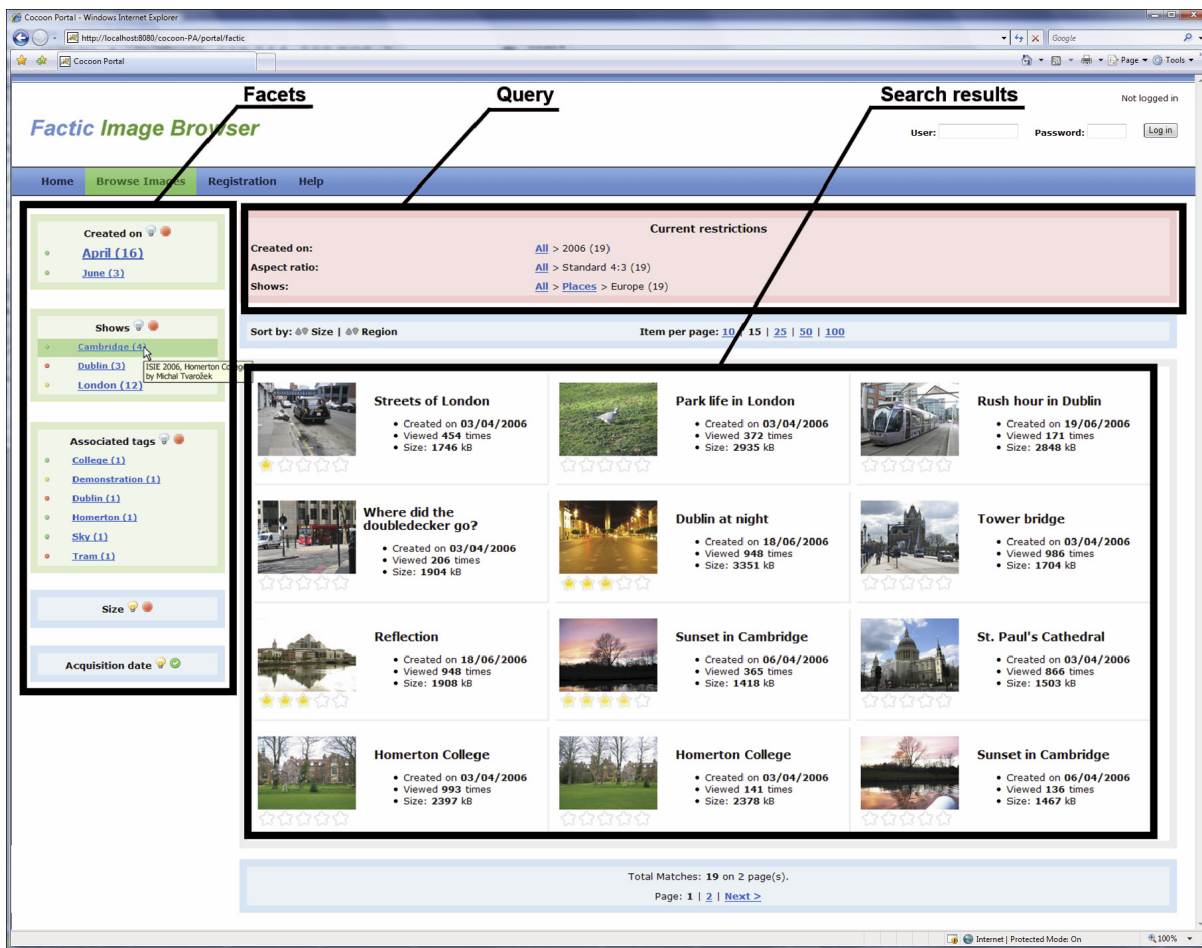 Cocoon Portal - Windows Internet Explorer
http://localhost:8080/cocoon-PA/portal/factic
Google
Cocoon Portal
Page
Tools
Facets
Query
Search results
Not logged in
Factic Image Browser
User:
Password:
Log in
Home
Browse Images
Registration
Help
Created on
April (16)
June (3)
Shows
Cambridge (4)
Dublin (3)
London (12)
ISIE 2006, Homerton College
by Michal Tvarožek
Associated tags
College (1)
Demonstration (1)
Dublin (1)
Homerton (1)
Sky (1)
Tram (1)
Size
Acquisition date
Current restrictions
Created on: All > 2006 (19)
Aspect ratio: All > Standard 4:3 (19)
Shows: All > Places > Europe (19)
Sort by: Size | Region
Item per page: 10 | 15 | 25 | 50 | 100
Streets of London
• Created on 03/04/2006
• Viewed 454 times
• Size: 1746 kB
Park life in London
• Created on 03/04/2006
• Viewed 372 times
• Size: 2935 kB
Rush hour in Dublin
• Created on 19/06/2006
• Viewed 171 times
• Size: 2848 kB
Where did the
doubledecker go?
• Created on 03/04/2006
• Viewed 206 times
• Size: 1904 kB
Dublin at night
• Created on 18/06/2006
• Viewed 948 times
• Size: 3351 kB
Tower bridge
• Created on 03/04/2006
• Viewed 986 times
• Size: 1704 kB
Reflection
• Created on 18/06/2006
• Viewed 948 times
• Size: 1908 kB
Sunset in Cambridge
• Created on 06/04/2006
• Viewed 365 times
• Size: 1418 kB
St. Paul's Cathedral
• Created on 03/04/2006
• Viewed 866 times
• Size: 1503 kB
Homerton College
• Created on 03/04/2006
• Viewed 993 times
• Size: 2397 kB
Homerton College
• Created on 03/04/2006
• Viewed 141 times
• Size: 2378 kB
Sunset in Cambridge
• Created on 06/04/2006
• Viewed 136 times
• Size: 1467 kB
Total Matches: 19 on 2 page(s).
Page: 1 | 2 | Next >
Internet | Protected Mode: On
100%